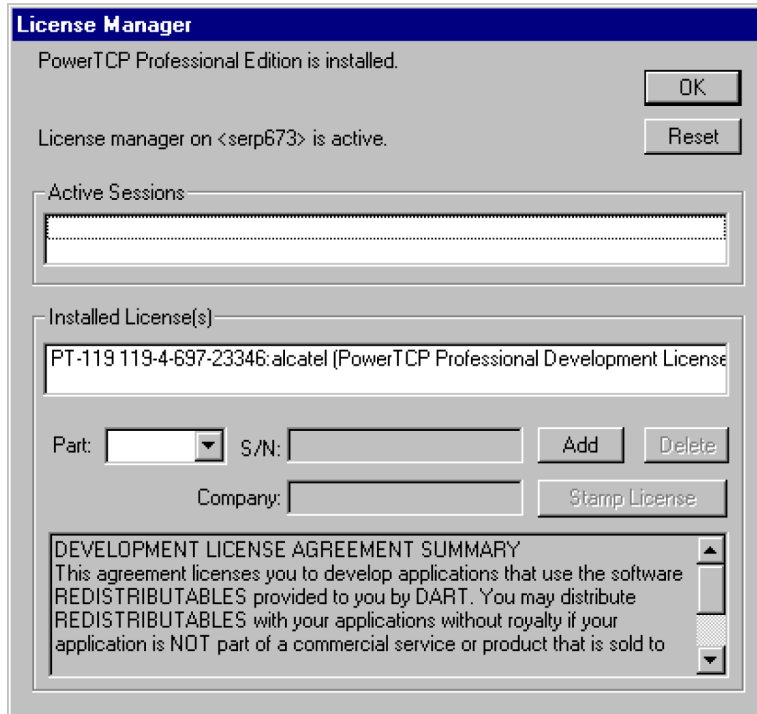 License Manager
PowerTCP Professional Edition is installed.
OK
License manager on <serp673> is active.
Reset
Active Sessions
Installed License(s)
PT-119 119-4-697-23346:alcatel (PowerTCP Professional Development License
Part:
S/N:
Add
Delete
Company:
Stamp License
DEVELOPMENT LICENSE AGREEMENT SUMMARY
This agreement licenses you to develop applications that use the software
REDISTRIBUTABLES provided to you by DART. You may distribute
REDISTRIBUTABLES with your applications without royalty if your
application is NOT part of a commercial service or product that is sold to